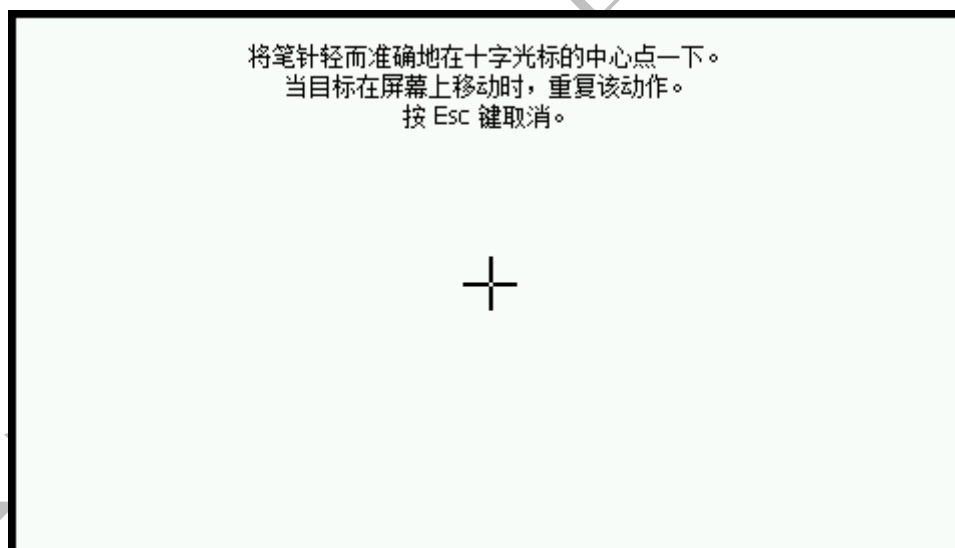 将笔针轻而准确地在十字光标的中心点一下。
当目标在屏幕上移动时，重复该动作。
按 Esc 键取消。